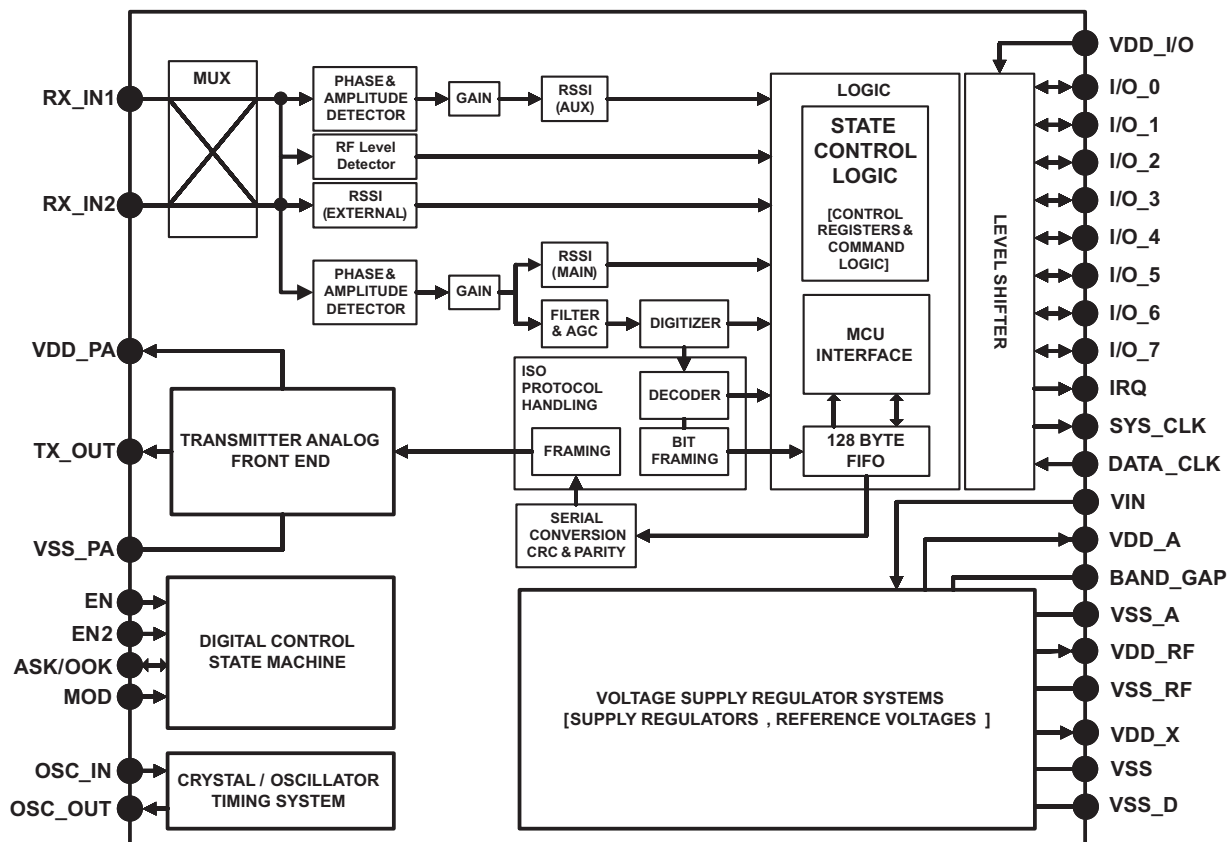 MUX
RX_IN1
RX_IN2
PHASE &
AMPLITUDE
DETECTOR
GAIN
RSSI
(AUX)
RF Level
Detector
RSSI
(EXTERNAL)
PHASE &
AMPLITUDE
DETECTOR
GAIN
RSSI
(MAIN)
FILTER
& AGC
DIGITIZER
ISO
PROTOCOL
HANDLING
DECODER
BIT
FRAMING
FRAMING
SERIAL
CONVERSION
CRC & PARITY
LOGIC
STATE
CONTROL
LOGIC
[CONTROL
REGISTERS &
COMMAND
LOGIC]
MCU
INTERFACE
128 BYTE
FIFO
LEVEL SHIFTER
VDD_I/O
I/O_0
I/O_1
I/O_2
I/O_3
I/O_4
I/O_5
I/O_6
I/O_7
IRQ
SYS_CLK
DATA_CLK
VIN
VDD_A
BAND_GAP
VSS_A
VDD_RF
VSS_RF
VDD_X
VSS
VSS_D
VDD_PA
TX_OUT
VSS_PA
TRANSMITTER ANALOG
FRONT END
EN
EN2
ASK/OOK
MOD
DIGITAL CONTROL
STATE MACHINE
OSC_IN
OSC_OUT
CRYSTAL / OSCILLATOR
TIMING SYSTEM
VOLTAGE SUPPLY REGULATOR SYSTEMS
[SUPPLY REGULATORS , REFERENCE VOLTAGES ]